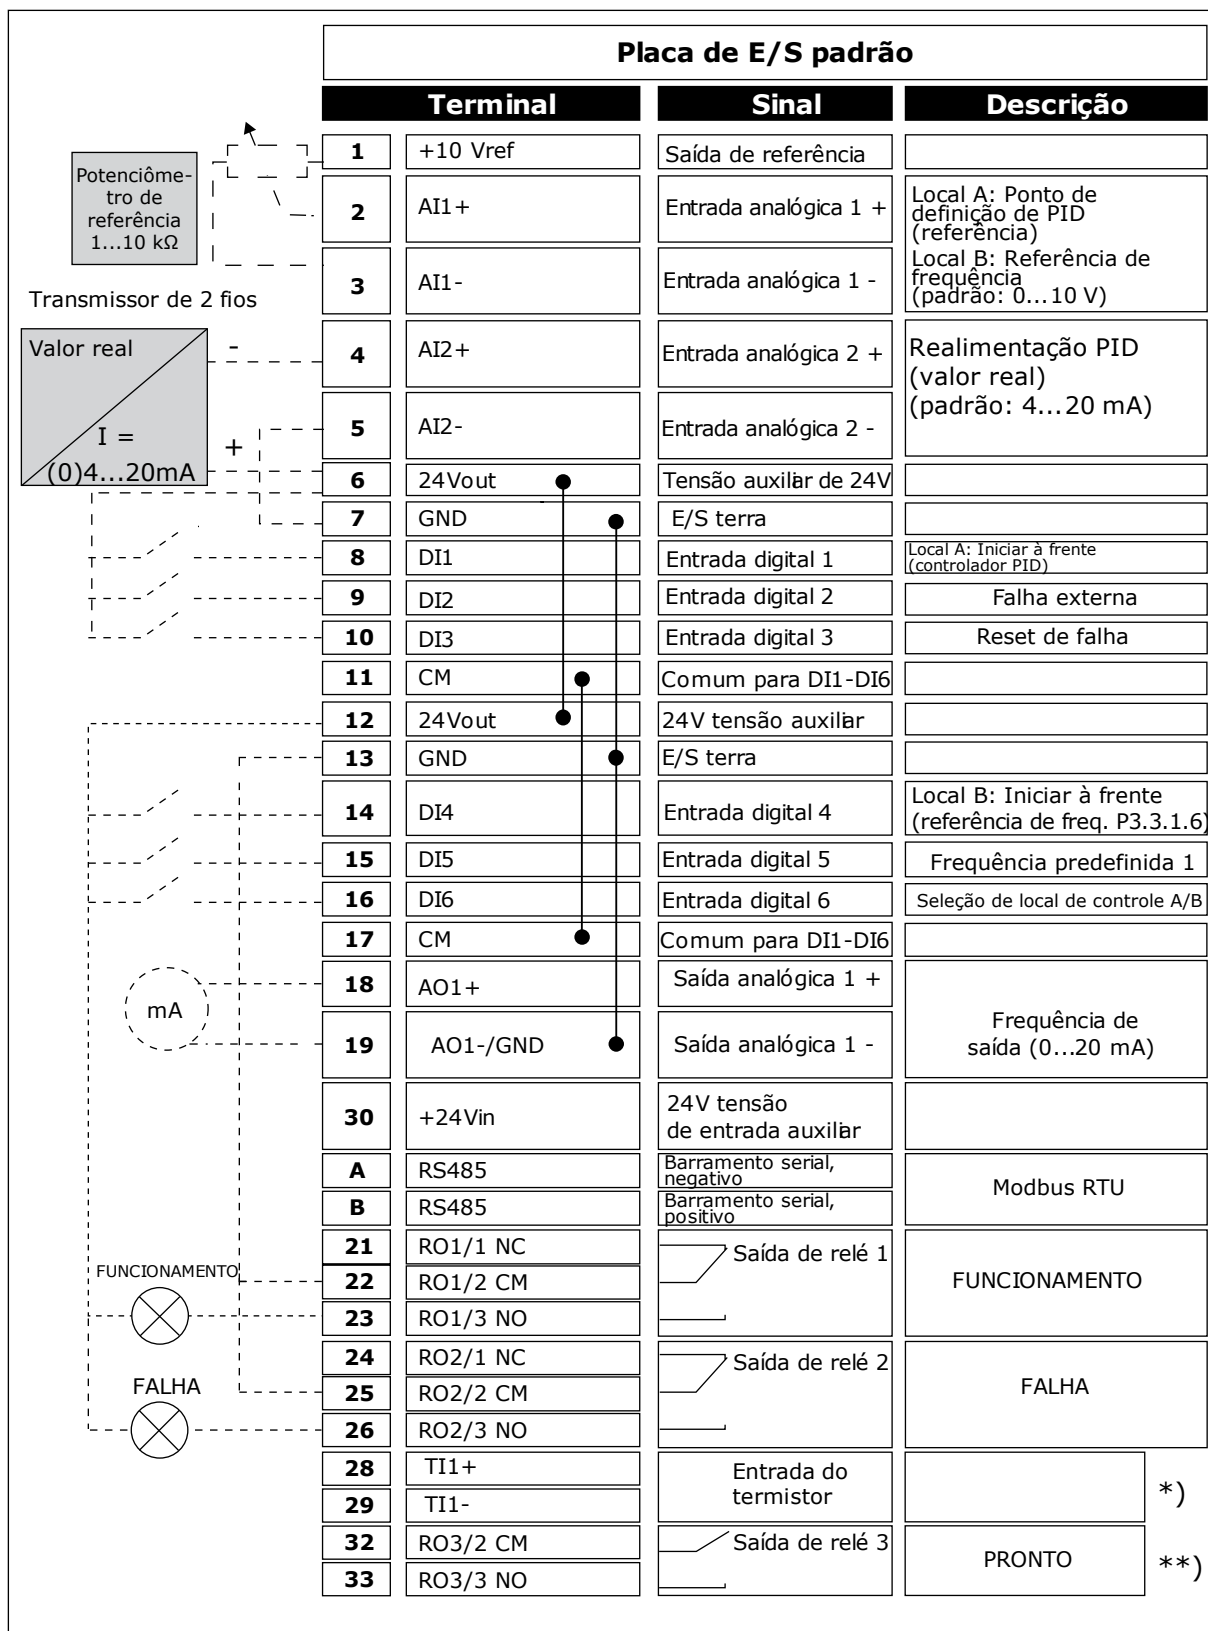 Placa de E/S padrão
Terminal Sinal Descrição
1 +10 Vref Saída de referência
Potenciôme-
tro de
referência
1...10 kΩ
2 AI1+ Entrada analógica 1 +
Local A: Ponto de
definição de PID
(referência)
Local B: Referência de
frequência
(padrão: 0...10 V)
3 AI1- Entrada analógica 1 -
Transmissor de 2 fios
Valor real
-
I =
+
(0)4...20mA
4 AI2+ Entrada analógica 2 +
Realimentação PID
(valor real)
(padrão: 4...20 mA)
5 AI2- Entrada analógica 2 -
6 24Vout Tensão auxiliar de 24V
7 GND E/S terra
8 DI1 Entrada digital 1
Local A: Iniciar à frente
(controlador PID)
9 DI2 Entrada digital 2 Falha externa
10 DI3 Entrada digital 3 Reset de falha
11 CM Comum para DI1-DI6
12 24Vout 24V tensão auxiliar
13 GND E/S terra
14 DI4 Entrada digital 4
Local B: Iniciar à frente
(referência de freq. P3.3.1.6)
15 DI5 Entrada digital 5 Frequência predefinida 1
16 DI6 Entrada digital 6 Seleção de local de controle A/B
17 CM Comum para DI1-DI6
18 AO1+ Saída analógica 1 +
mA
19 AO1-/GND Saída analógica 1 -
Frequência de
saída (0...20 mA)
30 +24Vin
24V tensão
de entrada auxiliar
A RS485
Barramento serial,
negativo
B RS485
Barramento serial,
positivo
Modbus RTU
21 RO1/1 NC Saída de relé 1
FUNCIONAMENTO
22 RO1/2 CM FUNCIONAMENTO
23 RO1/3 NO
24 RO2/1 NC Saída de relé 2
FALHA
25 RO2/2 CM FALHA
26 RO2/3 NO
28 TI1+
Entrada do
termistor
*)
29 TI1-
32 RO3/2 CM Saída de relé 3
PRONTO **)
33 RO3/3 NO